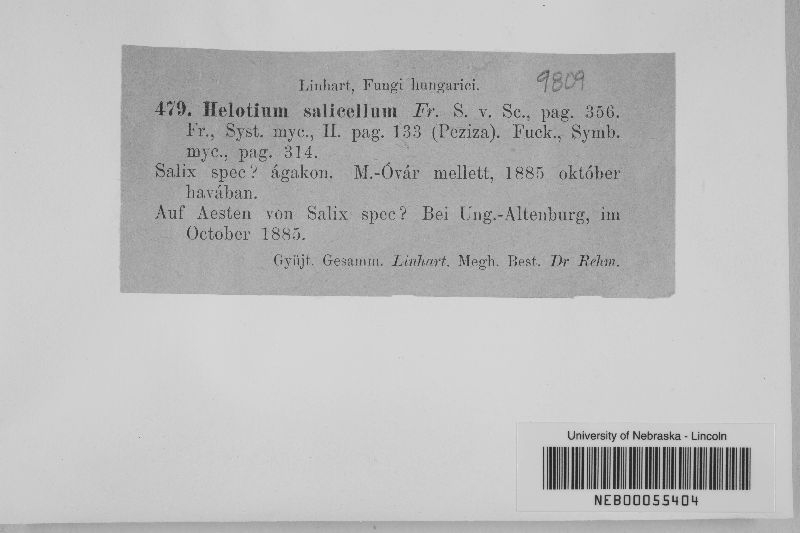 Linhart, Fungi hungarici. 9809
479. Helotium salicellum Fr. S. v. Sc., pag. 356.
Fr., Syst. myc., II. pag. 133 (Peziza). Fuck., Symb.
myc., pag. 314.
Salix spec? ágakon. M.-Óvár mellett, 1885 október
havában.
Auf Aesten von Salix spec? Bei Ung.-Altenburg, im
October 1885.
Gyüjt. Gesamm. Linhart. Megh. Best. Dr Rehm.
University of Nebraska - Lincoln
NEB00055404